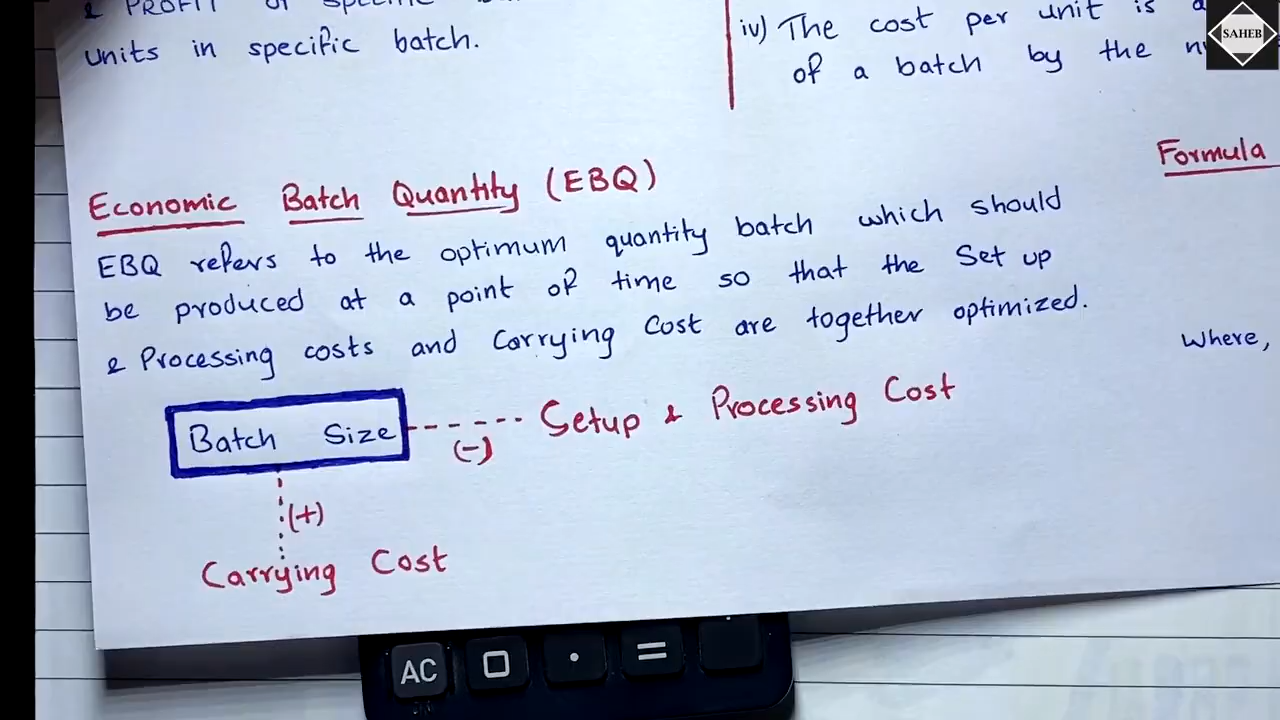 & PROFIT of specific
units in specific batch.
iv) The cost per unit is
of a batch by the
SAHEB
Economic Batch Quantity (EBQ)
EBQ refers to the optimum quantity batch which should
be produced at a point of time so that the Set up
& Processing costs and Carrying Cost are together optimized.
Formula
Where,
Batch Size
(-)
Setup & Processing Cost
(+)
Carrying Cost
AC
=